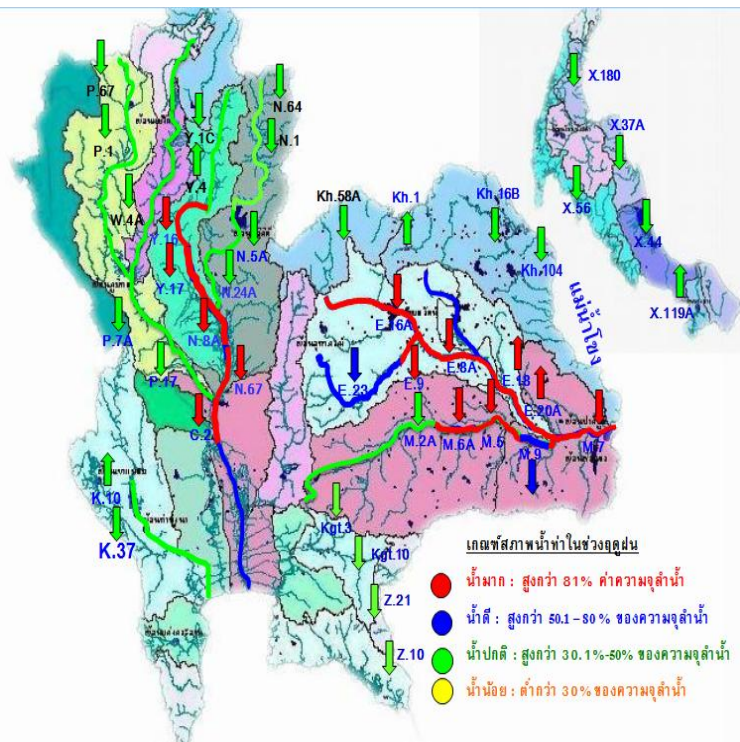 P.67
N.64
X.180
Y.1C
N.1
X.37A
P.1
Y.4
W.4A
Kh.58A
Kh.1
Kh.16B
X.56
Y.16
N.5A
X.44
Kh.104
Y.17
N.24A
X.119A
แม่น้ำโขง
P.7A
N.8A
E.16A
E.8A
P.17
N.67
E.23
E.9
E.18
E.20A
C.2
M.2A
M.6A
M.5
M.9
M.7
K.10
Kgt.3
K.37
Kgt.10
Z.21
Z.10
เกณฑ์สภาพน้ำท่าในช่วงฤดูฝน
น้ำมาก : สูงกว่า 81% ค่าความจุลำน้ำ
น้ำดี : สูงกว่า 50.1 - 80 % ของความจุลำน้ำ
น้ำปกติ : สูงกว่า 30.1%-50% ของความจุลำน้ำ
น้ำน้อย : ต่ำกว่า 30% ของความจุลำน้ำ